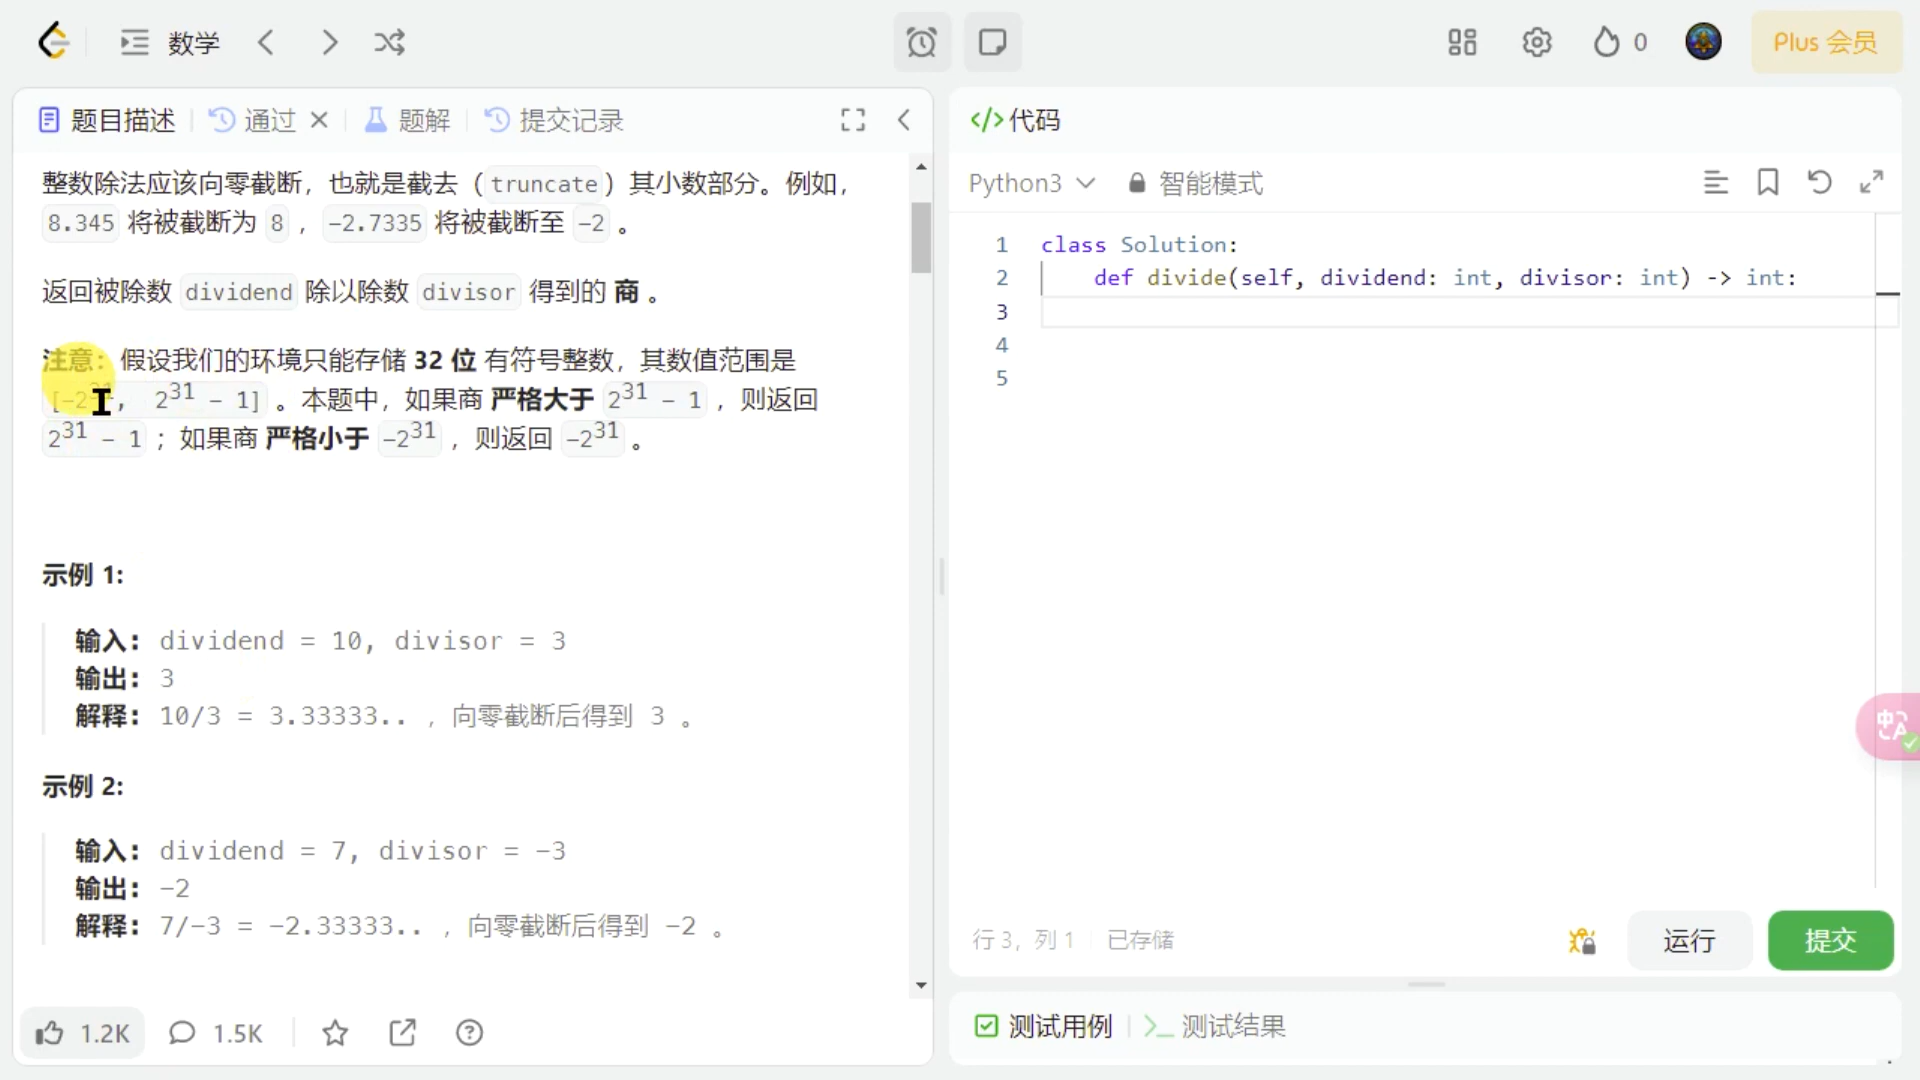 数学
0
Plus 会员
题目描述
通过
题解
提交记录
整数除法应该向零截断，也就是截去（truncate）其小数部分。例如，
8.345 将被截断为 8 ，-2.7335 将被截断至 -2 。
返回被除数 dividend 除以除数 divisor 得到的 商 。
注意：假设我们的环境只能存储 32 位 有符号整数，其数值范围是
[-2³¹, 2³¹ - 1] 。本题中，如果商 严格大于 2³¹ - 1 ，则返回
2³¹ - 1 ；如果商 严格小于 -2³¹ ，则返回 -2³¹ 。
示例 1:
输入: dividend = 10, divisor = 3
输出: 3
解释: 10/3 = 3.33333.. ，向零截断后得到 3 。
示例 2:
输入: dividend = 7, divisor = -3
输出: -2
解释: 7/-3 = -2.33333.. ，向零截断后得到 -2 。
1.2K
1.5K
</>代码
Python3
智能模式
1 class Solution:
2     def divide(self, dividend: int, divisor: int) -> int:
3
4
5
中A
行 3，列 1
已存储
运行
提交
测试用例
>_ 测试结果